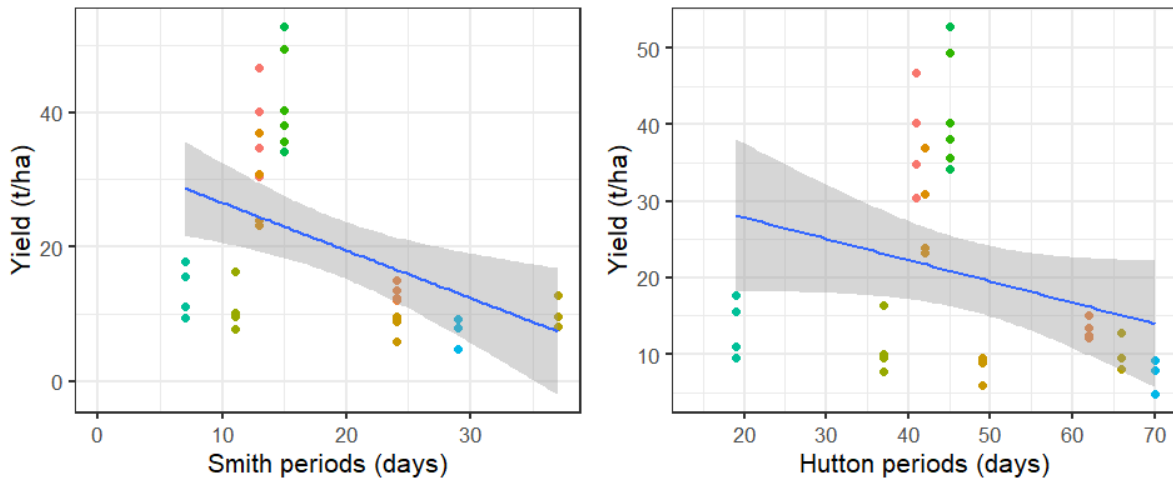 Yield (t/ha)
40
20
0
0 10 20 30
Smith periods (days)
Yield (t/ha)
50
40
30
20
10
20 30 40 50 60 70
Hutton periods (days)